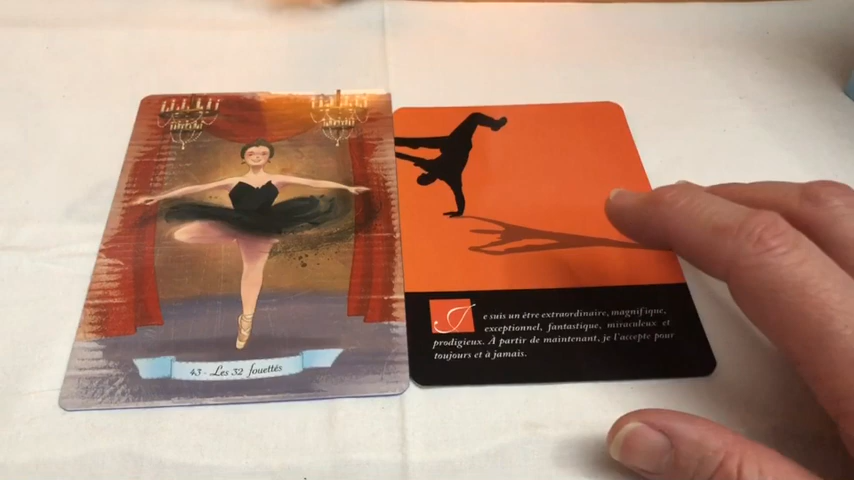 43 - Les 32 fouettés
Je suis un être extraordinaire, magnifique,
exceptionnel, fantastique, miraculeux et
prodigieux. À partir de maintenant, je l'accepte pour
toujours et à jamais.